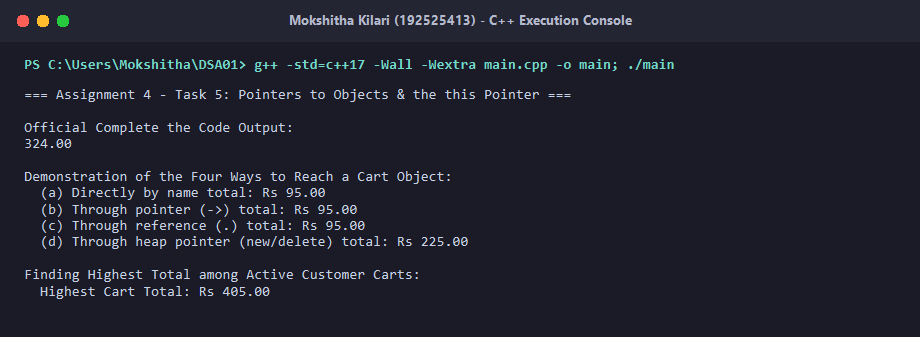 Mokshitha Kilari (192525413) - C++ Execution Console
PS C:\Users\Mokshitha\DSA01> g++ -std=c++17 -Wall -Wextra main.cpp -o main; ./main
=== Assignment 4 - Task 5: Pointers to Objects & the this Pointer ===
Official Complete the Code Output:
324.00
Demonstration of the Four Ways to Reach a Cart Object:
(a) Directly by name total: Rs 95.00
(b) Through pointer (->) total: Rs 95.00
(c) Through reference (.) total: Rs 95.00
(d) Through heap pointer (new/delete) total: Rs 225.00
Finding Highest Total among Active Customer Carts:
Highest Cart Total: Rs 405.00